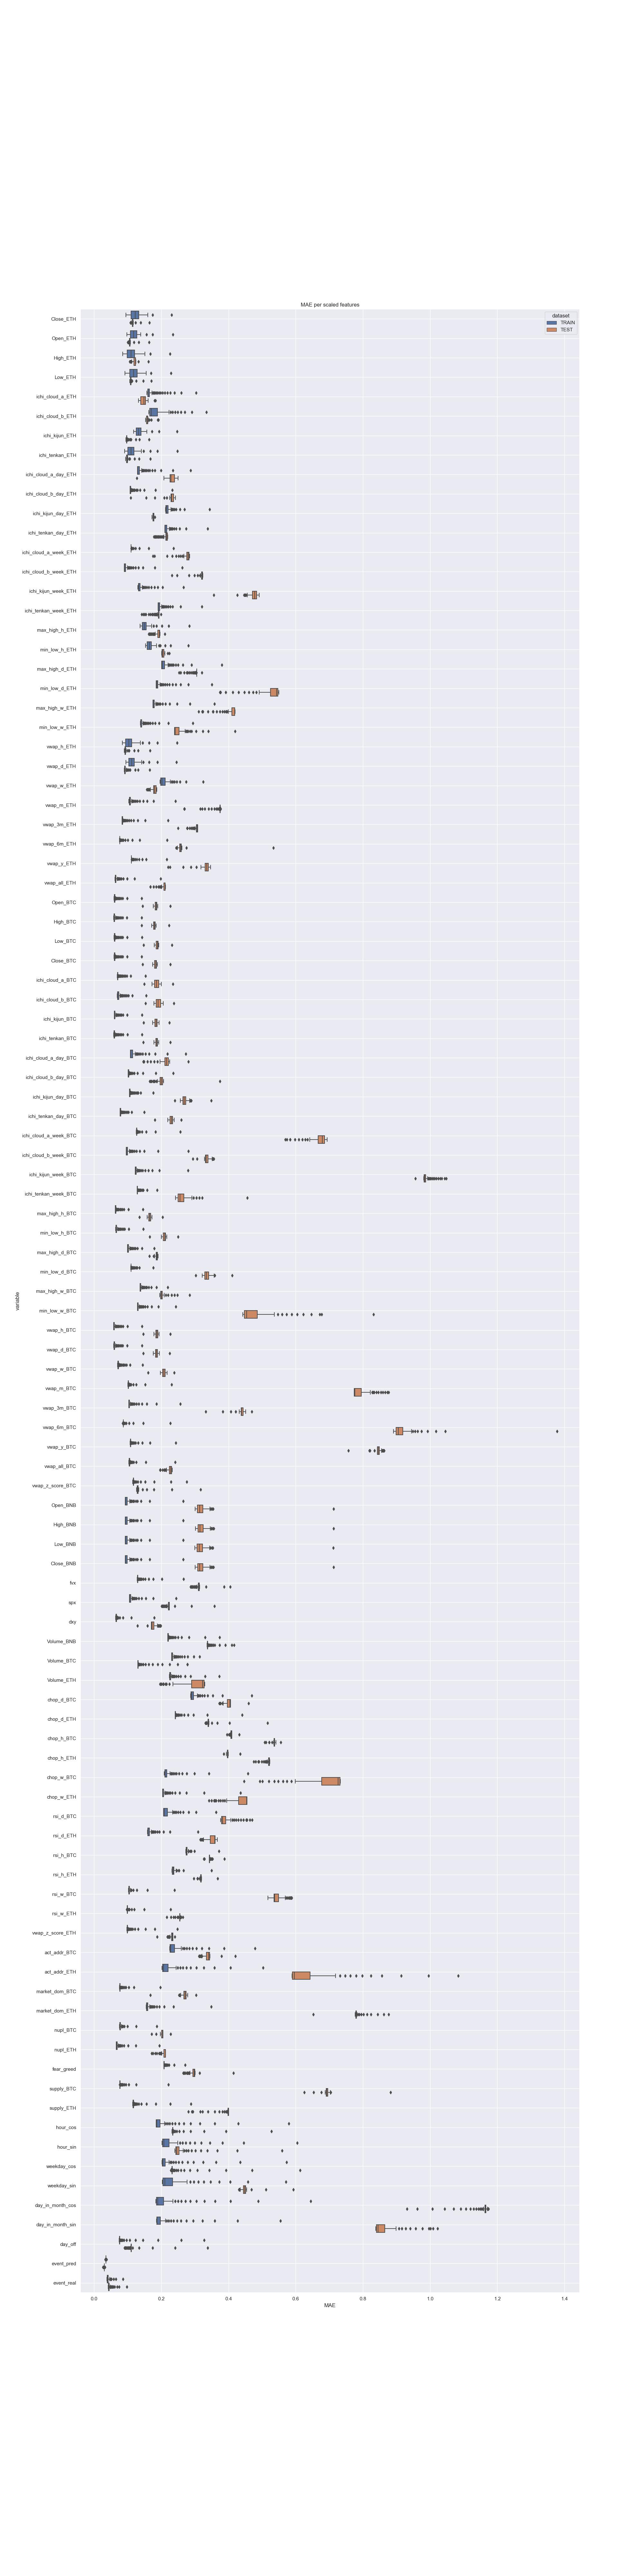 MAE per scaled features
dataset
TRAIN
TEST
Close_ETH
Open_ETH
High_ETH
Low_ETH
ichi_cloud_a_ETH
ichi_cloud_b_ETH
ichi_kijun_ETH
ichi_tenkan_ETH
ichi_cloud_a_day_ETH
ichi_cloud_b_day_ETH
ichi_kijun_day_ETH
ichi_tenkan_day_ETH
ichi_cloud_a_week_ETH
ichi_cloud_b_week_ETH
ichi_kijun_week_ETH
ichi_tenkan_week_ETH
max_high_h_ETH
min_low_h_ETH
max_high_d_ETH
min_low_d_ETH
max_high_w_ETH
min_low_w_ETH
vwap_h_ETH
vwap_d_ETH
vwap_w_ETH
vwap_m_ETH
vwap_3m_ETH
vwap_6m_ETH
vwap_y_ETH
vwap_all_ETH
Open_BTC
High_BTC
Low_BTC
Close_BTC
ichi_cloud_a_BTC
ichi_cloud_b_BTC
ichi_kijun_BTC
ichi_tenkan_BTC
ichi_cloud_a_day_BTC
ichi_cloud_b_day_BTC
ichi_kijun_day_BTC
ichi_tenkan_day_BTC
ichi_cloud_a_week_BTC
ichi_cloud_b_week_BTC
ichi_kijun_week_BTC
ichi_tenkan_week_BTC
max_high_h_BTC
min_low_h_BTC
max_high_d_BTC
min_low_d_BTC
max_high_w_BTC
variable
min_low_w_BTC
vwap_h_BTC
vwap_d_BTC
vwap_w_BTC
vwap_m_BTC
vwap_3m_BTC
vwap_6m_BTC
vwap_y_BTC
vwap_all_BTC
vwap_z_score_BTC
Open_BNB
High_BNB
Low_BNB
Close_BNB
spx
dxy
Volume_BNB
Volume_BTC
Volume_ETH
chop_d_BTC
chop_d_ETH
chop_h_BTC
chop_h_ETH
chop_w_BTC
chop_w_ETH
rsi_d_BTC
rsi_d_ETH
rsi_h_BTC
rsi_h_ETH
rsi_w_BTC
rsi_w_ETH
vwap_z_score_ETH
act_addr_BTC
act_addr_ETH
market_dom_BTC
market_dom_ETH
nupl_BTC
nupl_ETH
fear_greed
supply_BTC
supply_ETH
hour_cos
hour_sin
weekday_cos
weekday_sin
day_in_month_cos
day_in_month_sin
day_off
event_pred
event_real
0.0 0.2 0.4 0.6 0.8 1.0 1.2 1.4
MAE